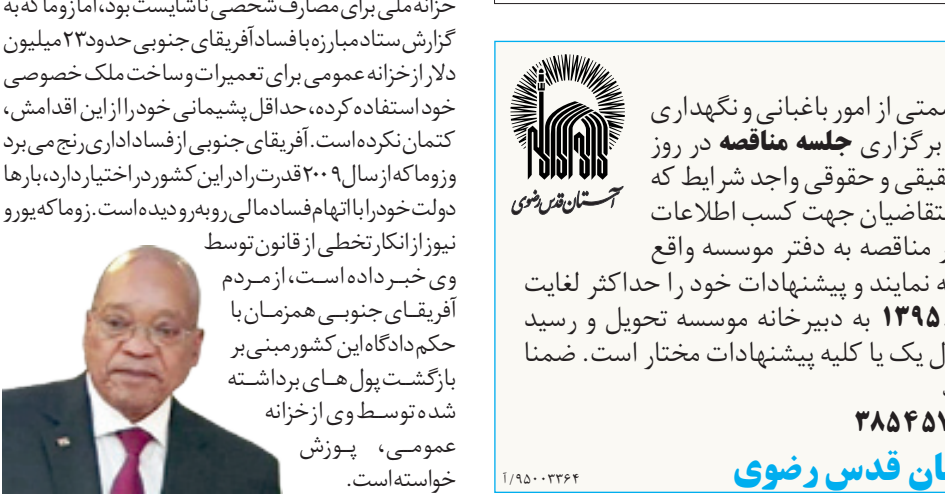 خزانه ملی برای مصارف شخصی ناشایست بود، اما زوما که به
گزارش ستاد مبارزه با فساد آفریقای جنوبی حدود ۲۳ میلیون
دلار از خزانه عمومی برای تعمیرات و ساخت ملک خصوصی
خود استفاده کرده، حداقل پشیمانی خود را از این اقدامش،
کتمان نکرده است. آفریقای جنوبی از فساد اداری رنج می برد
و زوما که از سال ۲۰۰۹ قدرت را در این کشور در اختیار دارد، بارها
دولت خود را با اتهام فساد مالی روبه رو دیده است. زوما که یورو
نیوز از انکار تخطی از قانون توسط
وی خبر داده است، از مردم
آفریقای جنوبی همزمان با
حکم دادگاه این کشور مبنی بر
بازگشت پول های برداشته
شده توسط وی از خزانه
عمومی، پوزش
خواسته است.
آستان قدس رضوی
متی از امور باغبانی و نگهداری
برگزاری جلسه مناقصه در روز
قیقی و حقوقی واجد شرایط که
تقاضیان جهت کسب اطلاعات
ر مناقصه به دفتر موسسه واقع
ه نمایند و پیشنهادات خود را حداکثر لغایت
۱۳۹۵ به دبیرخانه موسسه تحویل و رسید
ل یک یا کلیه پیشنهادات مختار است. ضمنا
۳۸۵۴۵۷
ان قدس رضوی
۹۵۰۰۳۳۶۴/آ